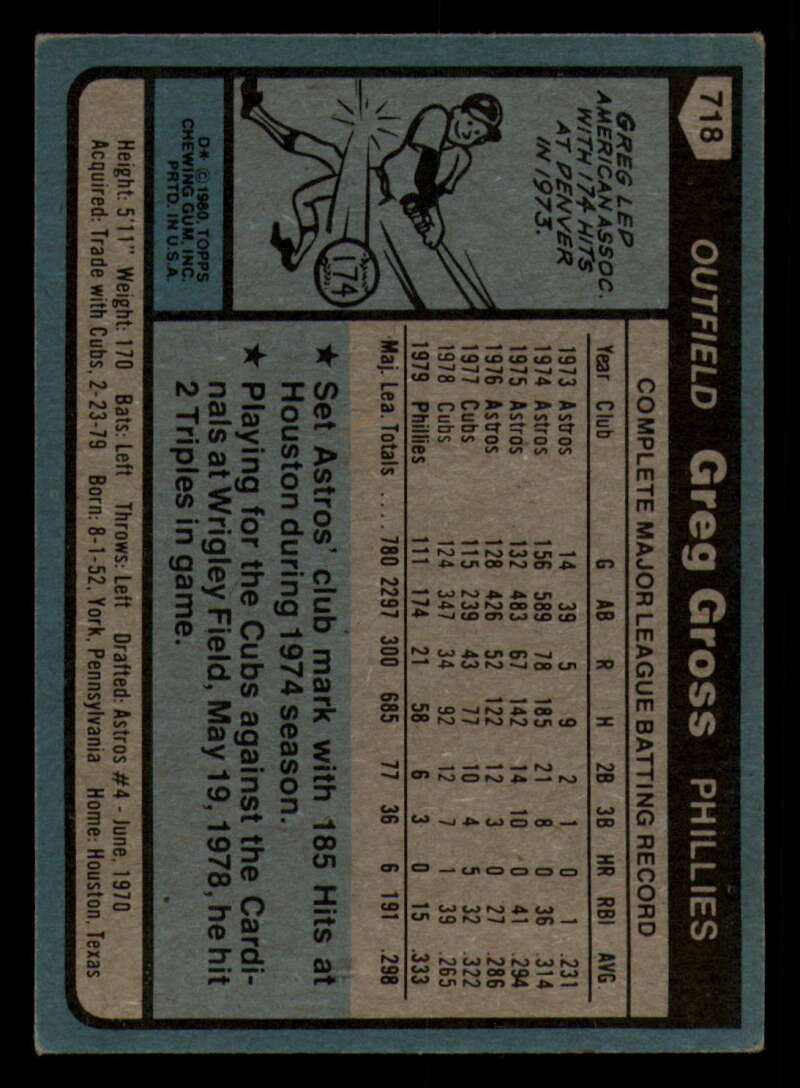 718
OUTFIELD Greg Gross PHILLIES
GREG LED
AMERICAN ASSOC.
WITH 174 HITS
AT DENVER
IN 1973.
174
D* © 1980, TOPPS
CHEWING GUM, INC.
PRTD. IN U.S.A.
COMPLETE MAJOR LEAGUE BATTING RECORD
Year Club G AB R H 2B 3B HR RBI AVG.
1973 Astros 14 39 5 9 2 1 0 1 .231
1974 Astros 156 589 78 185 21 8 0 36 .314
1975 Astros 132 483 67 142 14 10 0 41 .294
1976 Astros 128 426 52 122 12 3 0 27 .286
1977 Cubs 115 239 43 77 10 4 5 32 .322
1978 Cubs 124 347 34 92 12 7 1 39 .265
1979 Phillies 111 174 21 58 6 3 0 15 .333
Maj. Lea. Totals .... 780 2297 300 685 77 36 6 191 .298
★ Set Astros' club mark with 185 Hits at
Houston during 1974 season.
★ Playing for the Cubs against the Cardi-
nals at Wrigley Field, May 19, 1978, he hit
2 Triples in game.
Height: 5'11" Weight: 170 Bats: Left Throws: Left Drafted: Astros #4 - June, 1970
Acquired: Trade with Cubs, 2-23-79 Born: 8-1-52, York, Pennsylvania Home: Houston, Texas